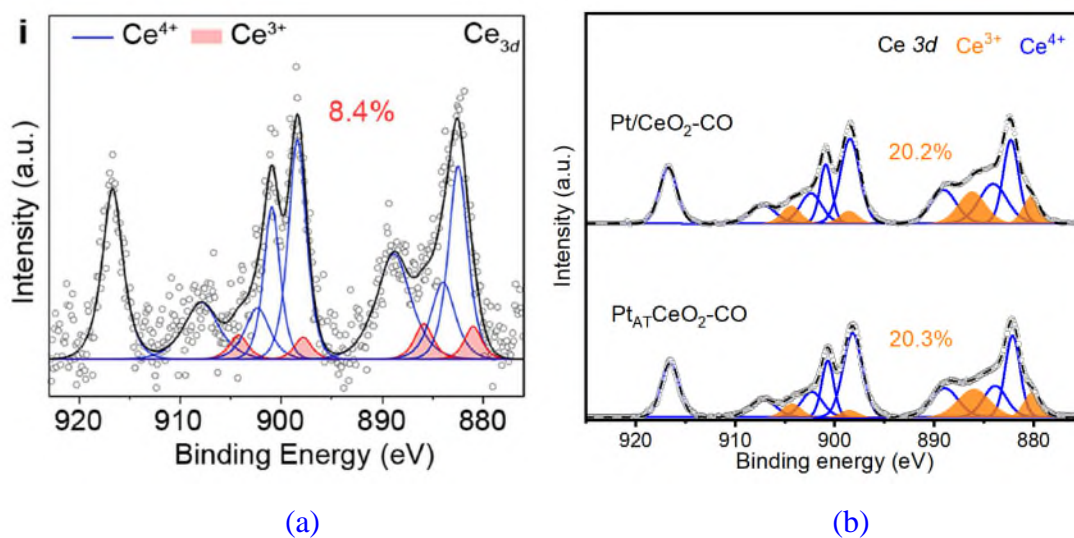 i
Ce4+ Ce3+ Ce3d
8.4%
Intensity (a.u.)
920 910 900 890 880
Binding Energy (eV)
(a)
Ce 3d Ce3+ Ce4+
Pt/CeO2-CO
20.2%
PtATCeO2-CO
20.3%
Intensity (a.u.)
920 910 900 890 880
Binding energy (eV)
(b)